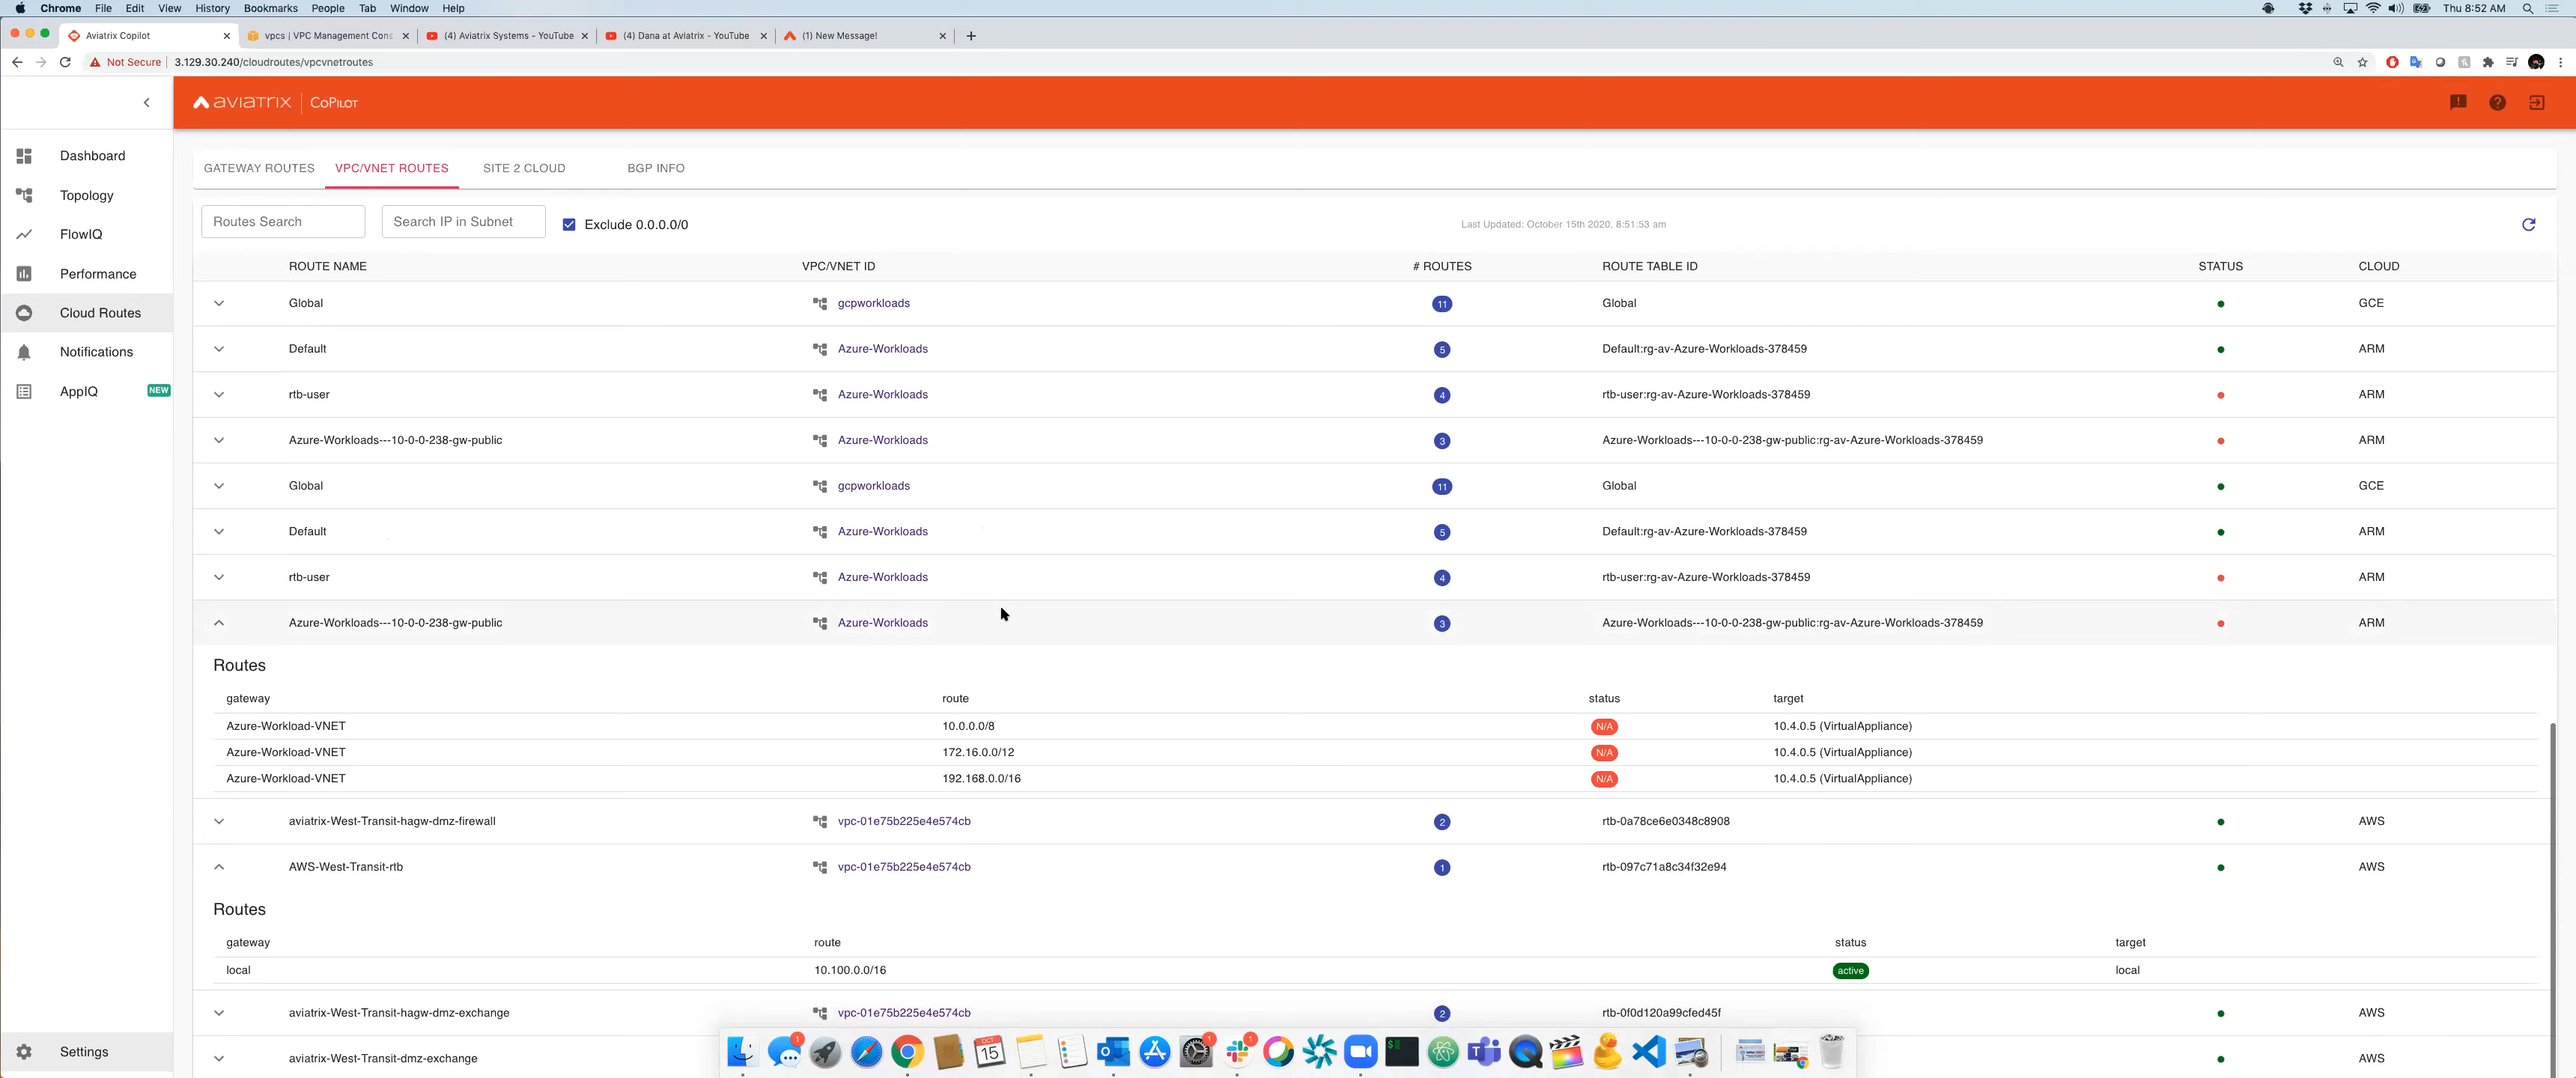 Chrome File Edit View History Bookmarks People Tab Window Help Thu 8:52 AM
Aviatrix Copilot vpcs | VPC Management Cons (4) Aviatrix Systems - YouTube (4) Dana at Aviatrix - YouTube (1) New Message!
Not Secure 3.129.30.240/cloudroutes/vpcvnetroutes
aviatrix CoPilot
Dashboard
Topology
FlowIQ
Performance
Cloud Routes
Notifications
AppIQ NEW
Settings
GATEWAY ROUTES VPC/VNET ROUTES SITE 2 CLOUD BGP INFO
Routes Search Search IP in Subnet Exclude 0.0.0.0/0 Last Updated: October 15th 2020, 8:51:53 am
ROUTE NAME VPC/VNET ID # ROUTES ROUTE TABLE ID STATUS CLOUD
Global gcpworkloads 11 Global GCE
Default Azure-Workloads 5 Default:rg-av-Azure-Workloads-378459 ARM
rtb-user Azure-Workloads 4 rtb-user:rg-av-Azure-Workloads-378459 ARM
Azure-Workloads---10-0-0-238-gw-public Azure-Workloads 3 Azure-Workloads---10-0-0-238-gw-public:rg-av-Azure-Workloads-378459 ARM
Global gcpworkloads 11 Global GCE
Default Azure-Workloads 5 Default:rg-av-Azure-Workloads-378459 ARM
rtb-user Azure-Workloads 4 rtb-user:rg-av-Azure-Workloads-378459 ARM
Azure-Workloads---10-0-0-238-gw-public Azure-Workloads 3 Azure-Workloads---10-0-0-238-gw-public:rg-av-Azure-Workloads-378459 ARM
Routes
gateway route status target
Azure-Workload-VNET 10.0.0.0/8 N/A 10.4.0.5 (VirtualAppliance)
Azure-Workload-VNET 172.16.0.0/12 N/A 10.4.0.5 (VirtualAppliance)
Azure-Workload-VNET 192.168.0.0/16 N/A 10.4.0.5 (VirtualAppliance)
aviatrix-West-Transit-hagw-dmz-firewall vpc-01e75b225e4e574cb 2 rtb-0a78ce6e0348c8908 AWS
AWS-West-Transit-rtb vpc-01e75b225e4e574cb 1 rtb-097c71a8c34f32e94 AWS
Routes
gateway route status target
local 10.100.0.0/16 active local
aviatrix-West-Transit-hagw-dmz-exchange vpc-01e75b225e4e574cb 2 rtb-0f0d120a99cfed45f AWS
aviatrix-West-Transit-dmz-exchange AWS
1 OCT 15 1 1